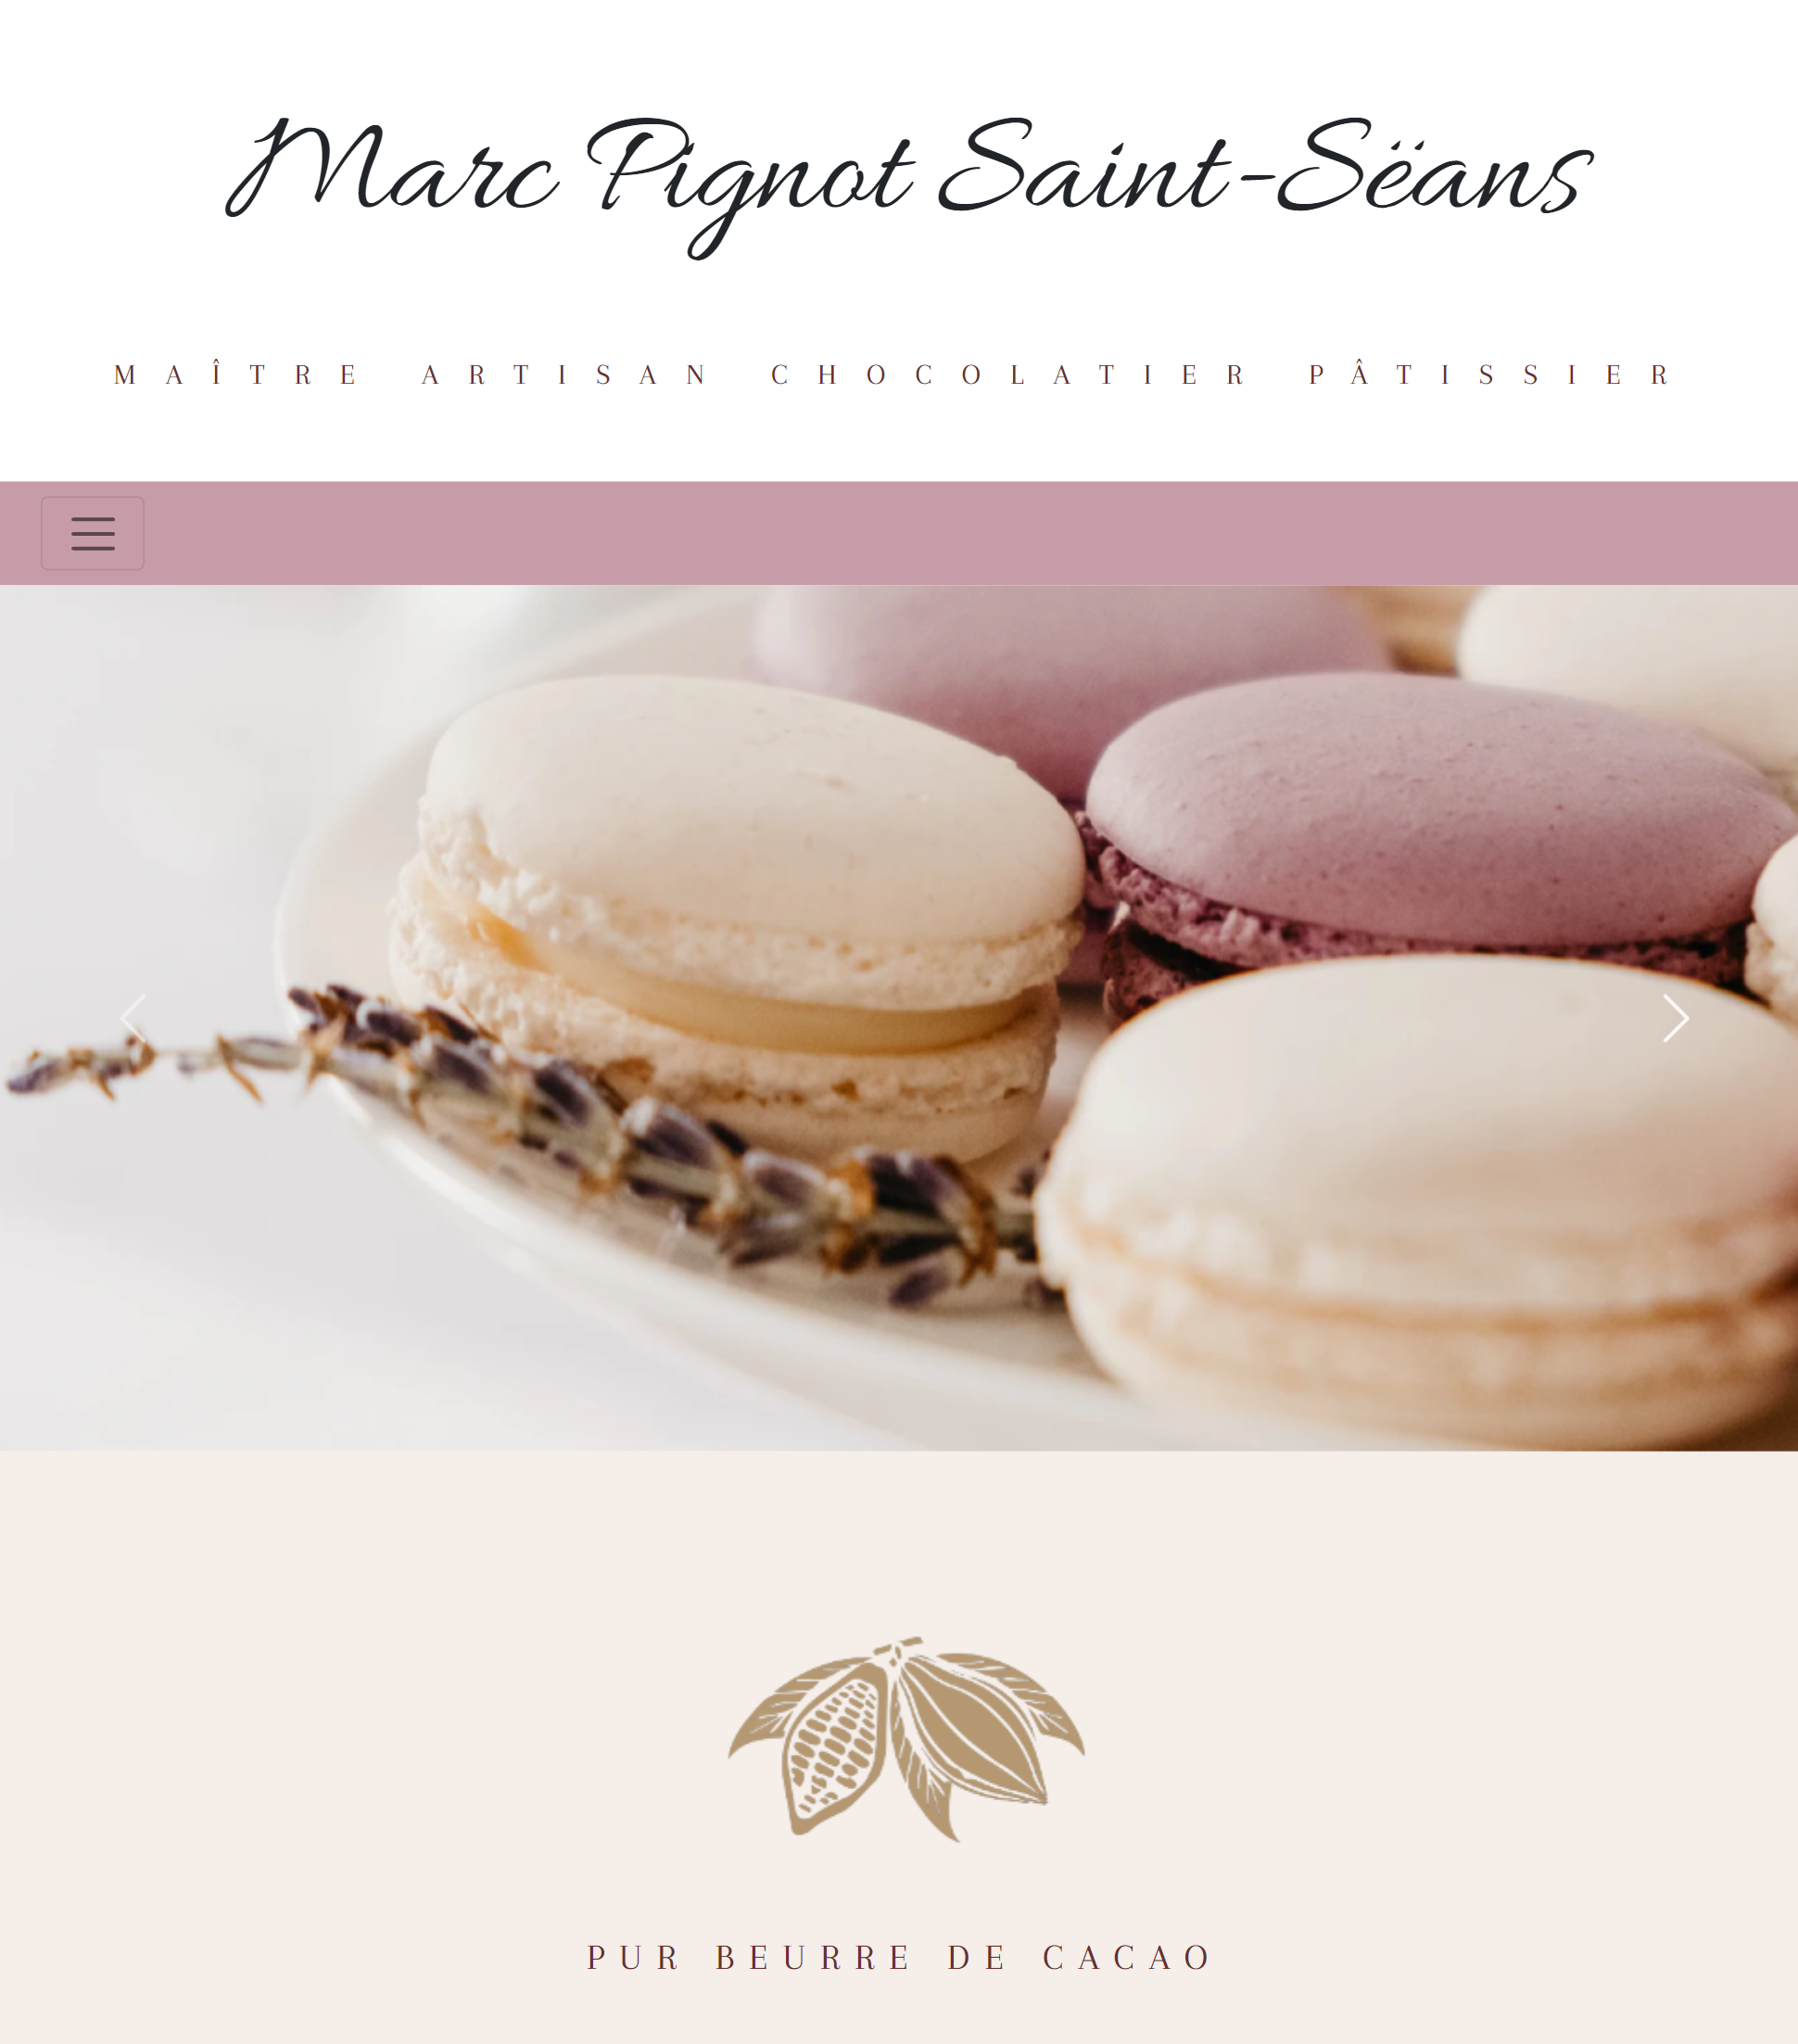 Marc Pignot Saint-Sëans
MAÎTRE ARTISAN CHOCOLATIER PÂTISSIER
PUR BEURRE DE CACAO